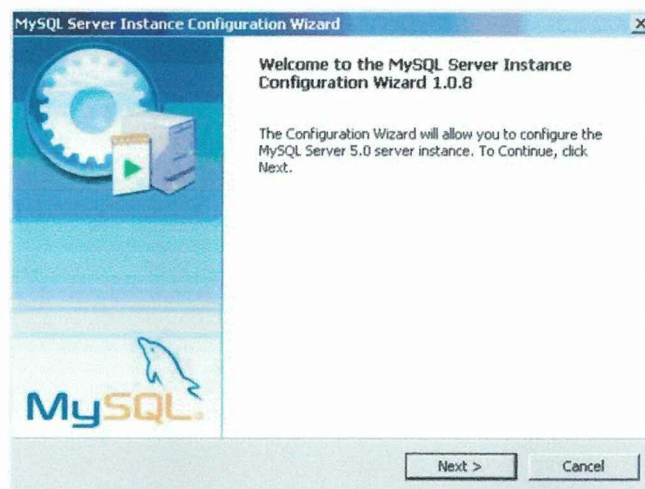 MySQL Server Instance Configuration Wizard
Welcome to the MySQL Server Instance
Configuration Wizard 1.0.8
The Configuration Wizard will allow you to configure the
MySQL Server 5.0 server instance. To Continue, click
Next.
MySQL.
Next >
Cancel